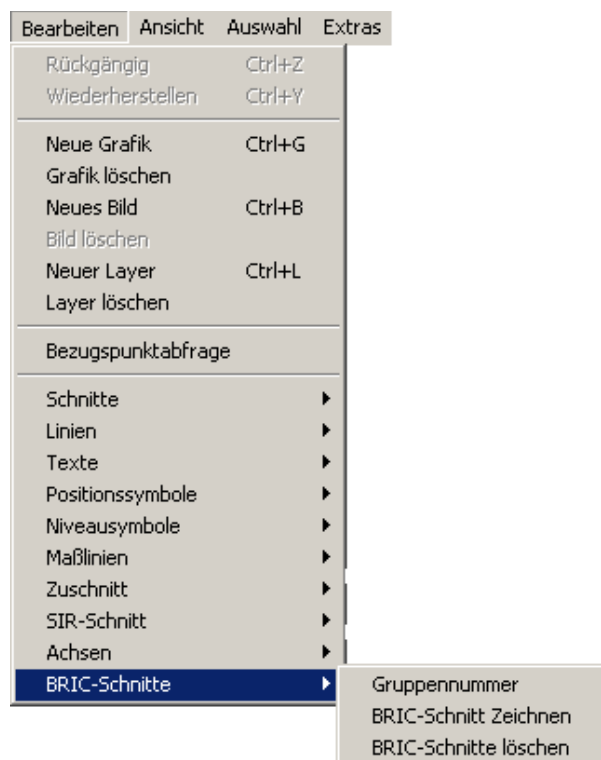 Bearbeiten Ansicht Auswahl Extras
Rückgängig Ctrl+Z
Wiederherstellen Ctrl+Y
Neue Grafik Ctrl+G
Grafik löschen
Neues Bild Ctrl+B
Bild löschen
Neuer Layer Ctrl+L
Layer löschen
Bezugspunktabfrage
Schnitte
Linien
Texte
Positionssymbole
Niveausymbole
Maßlinien
Zuschnitt
SIR-Schnitt
Achsen
BRIC-Schnitte Gruppennummer
BRIC-Schnitt Zeichnen
BRIC-Schnitte löschen